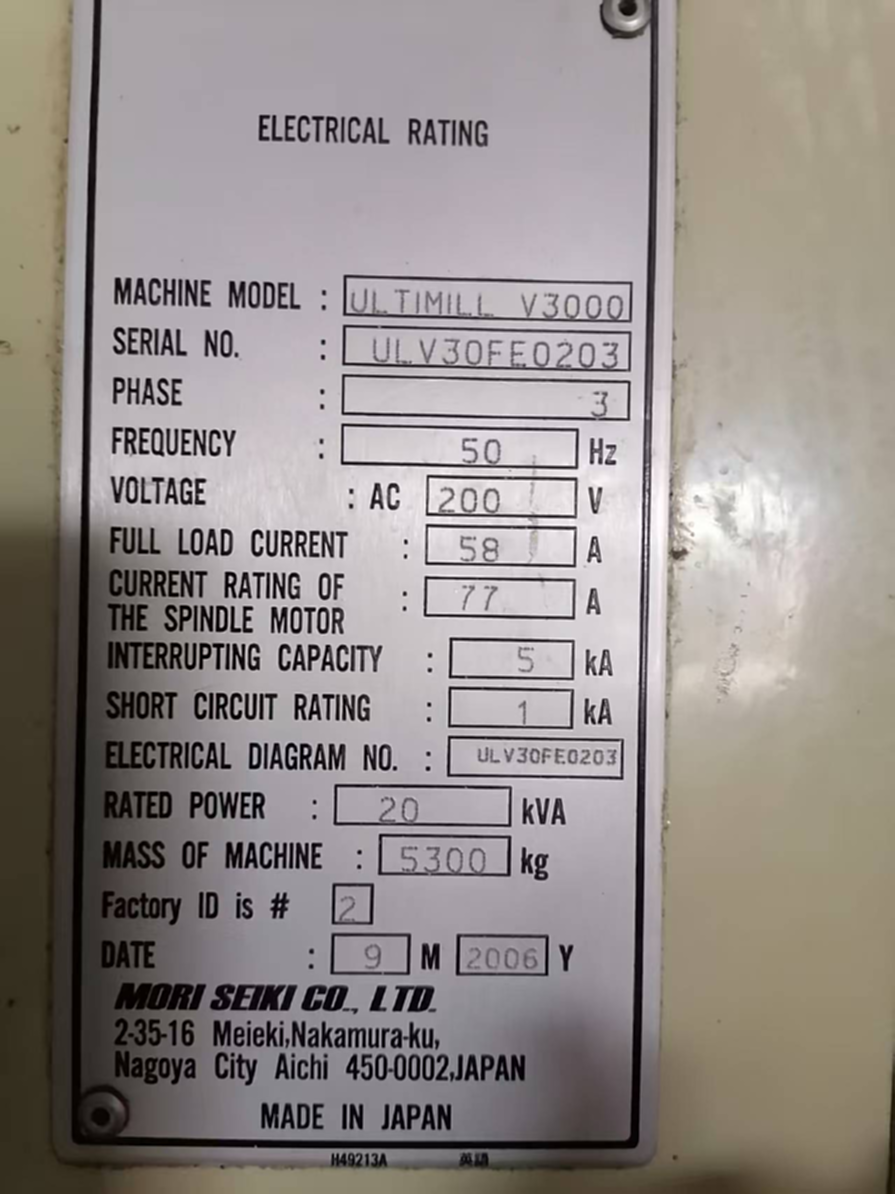 ELECTRICAL RATING
MACHINE MODEL : ULTIMILL V3000
SERIAL NO. : ULV30FE0203
PHASE : 3
FREQUENCY : 50 Hz
VOLTAGE : AC 200 V
FULL LOAD CURRENT : 58 A
CURRENT RATING OF
THE SPINDLE MOTOR : 77 A
INTERRUPTING CAPACITY : 5 kA
SHORT CIRCUIT RATING : 1 kA
ELECTRICAL DIAGRAM NO. : ULV30FE0203
RATED POWER : 20 kVA
MASS OF MACHINE : 5300 kg
Factory ID is # 2
DATE : 9 M 2006 Y
MORI SEIKI CO., LTD.
2-35-16 Meieki,Nakamura-ku,
Nagoya City Aichi 450-0002,JAPAN
MADE IN JAPAN
H49213A 英語